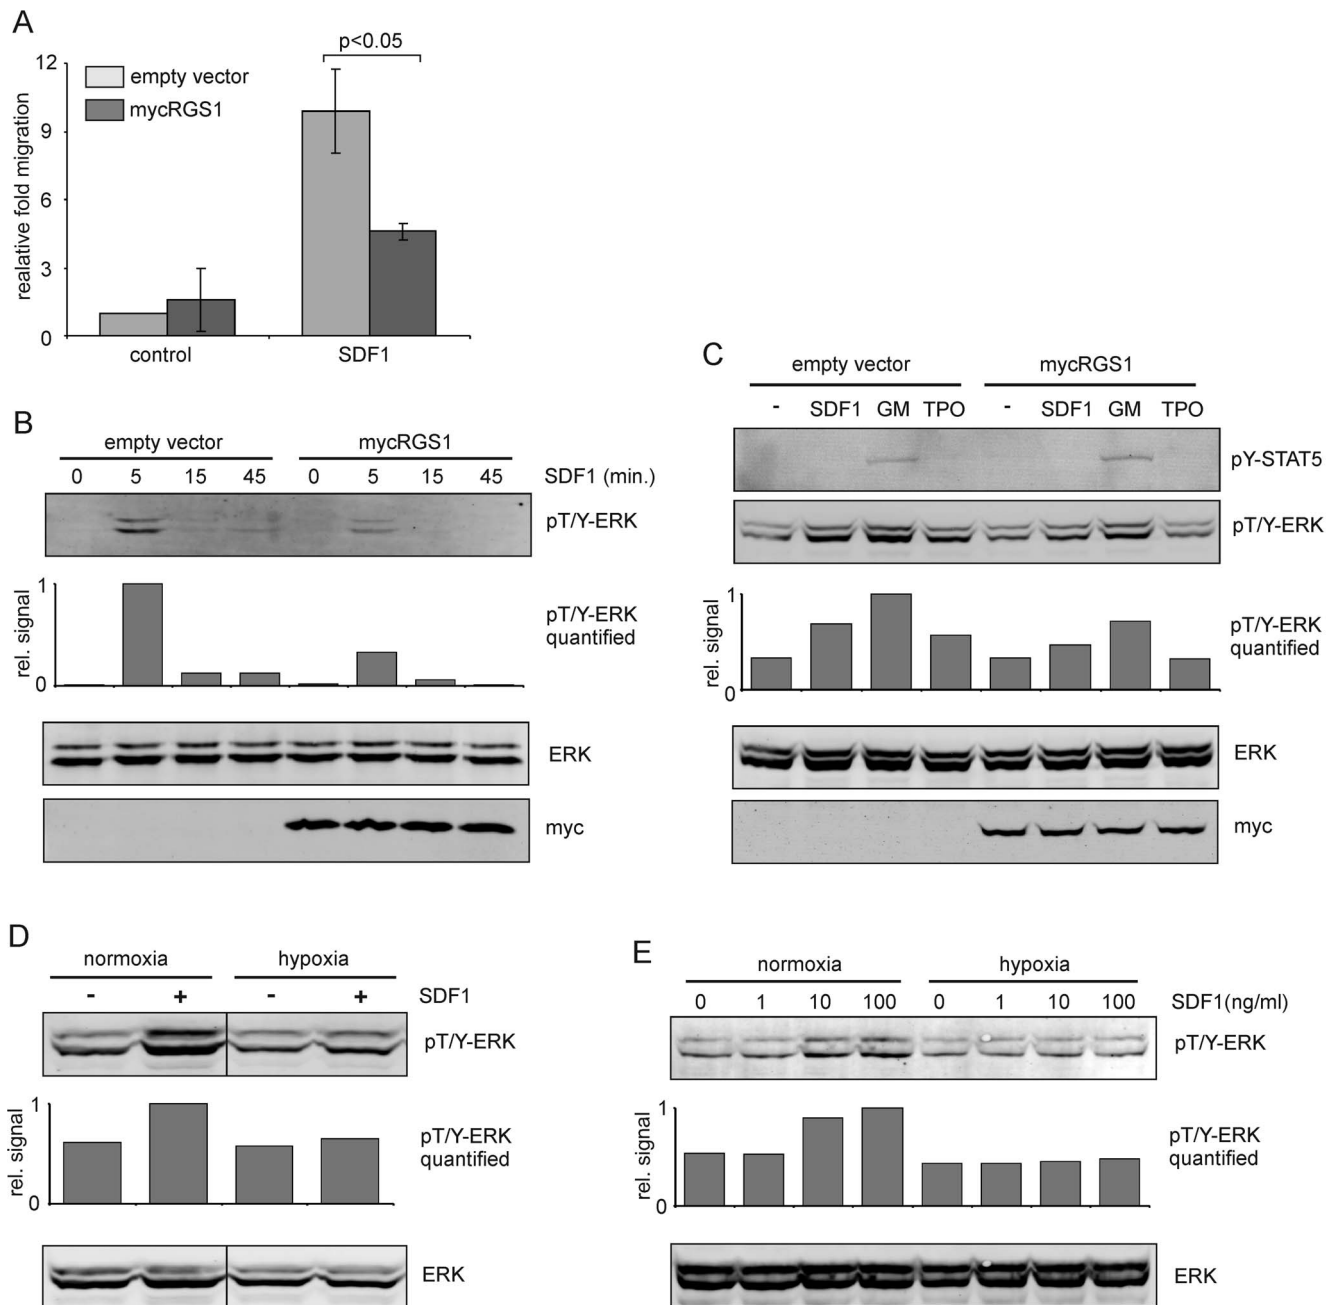 A
p<0.05
12
9
6
3
0
realative fold migration
empty vector
mycRGS1
control
SDF1
B
empty vector
mycRGS1
0 5 15 45 0 5 15 45 SDF1 (min.)
pT/Y-ERK
1
0
rel. signal
pT/Y-ERK
quantified
ERK
myc
C
empty vector
mycRGS1
- SDF1 GM TPO - SDF1 GM TPO
pY-STAT5
pT/Y-ERK
1
0
rel. signal
pT/Y-ERK
quantified
ERK
myc
D
normoxia
hypoxia
- + - + SDF1
pT/Y-ERK
1
0
rel. signal
pT/Y-ERK
quantified
ERK
E
normoxia
hypoxia
0 1 10 100 0 1 10 100 SDF1(ng/ml)
pT/Y-ERK
1
0
rel. signal
pT/Y-ERK
quantified
ERK